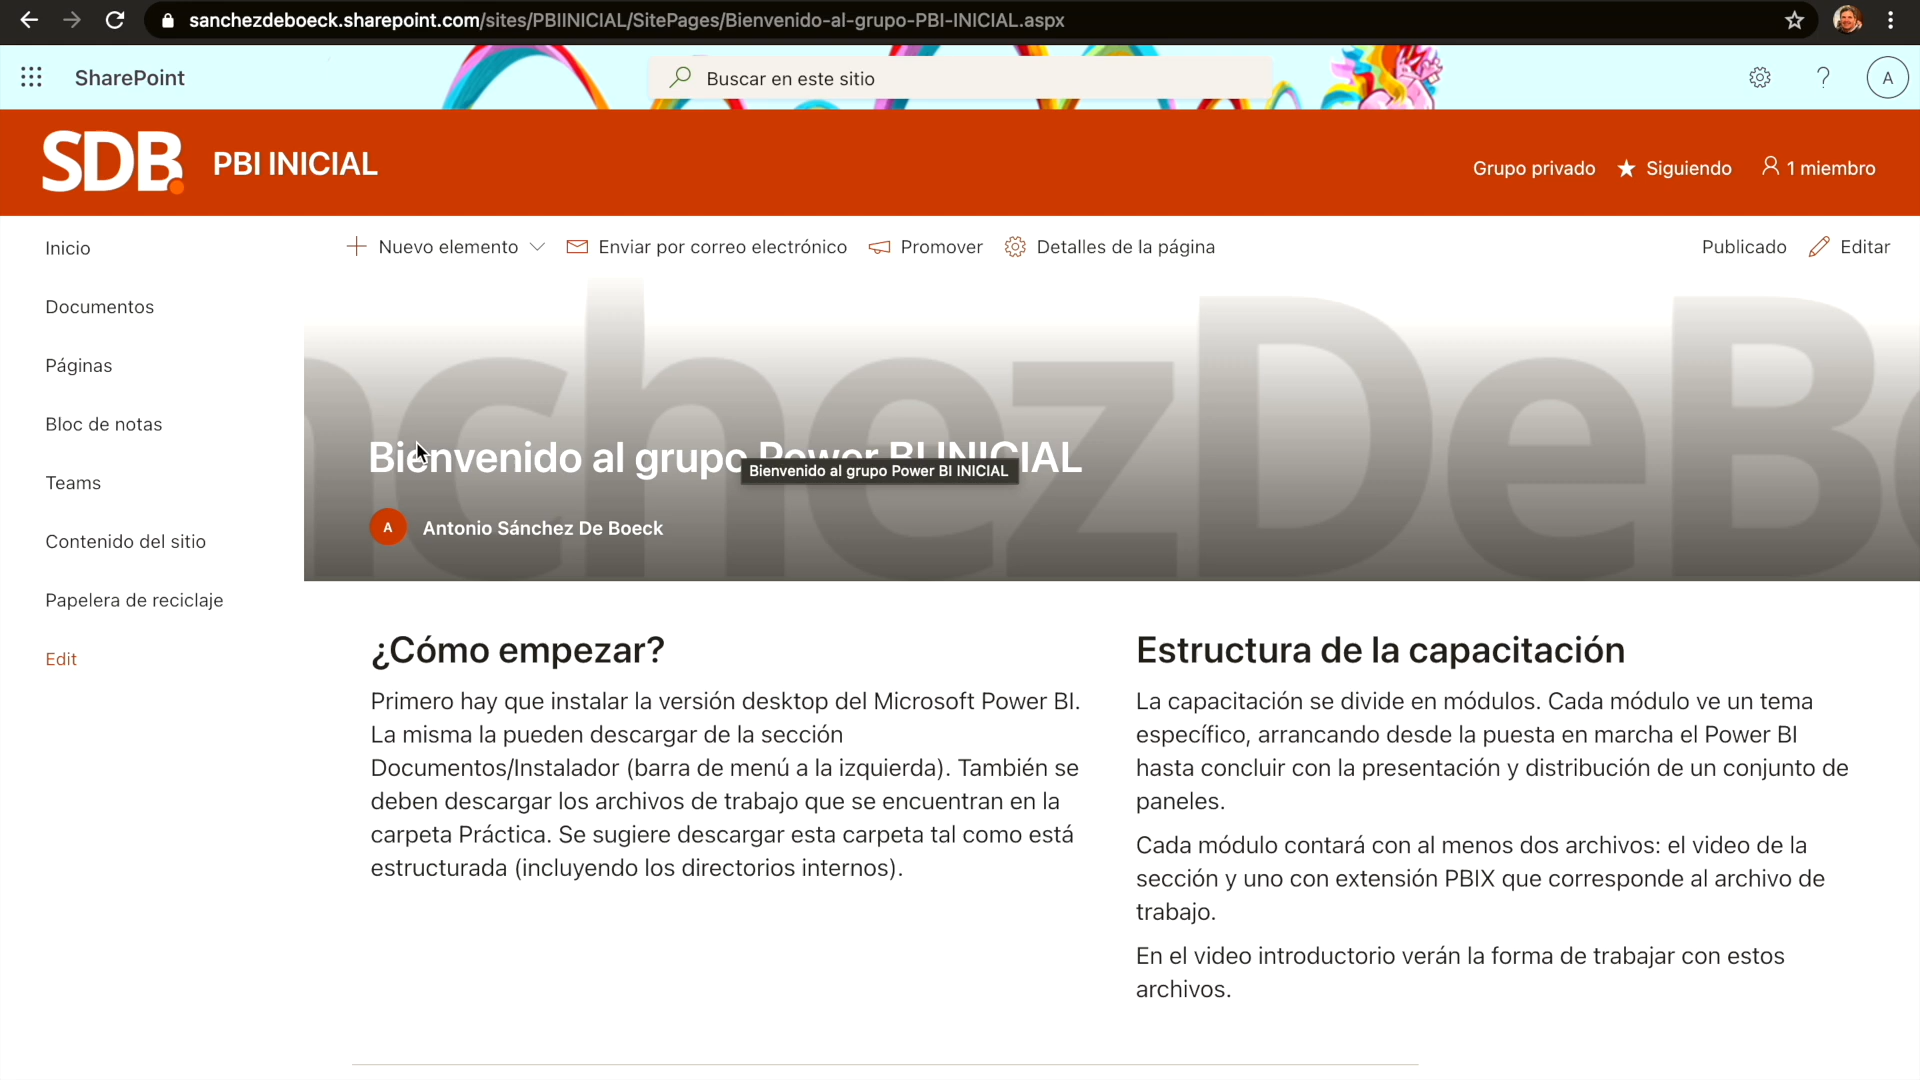 sanchezdeboeck.sharepoint.com/sites/PBIINICIAL/SitePages/Bienvenido-al-grupo-PBI-INICIAL.aspx
SharePoint
Buscar en este sitio
A
SDB.
PBI INICIAL
Grupo privado
Siguiendo
1 miembro
Inicio
Documentos
Páginas
Bloc de notas
Teams
Contenido del sitio
Papelera de reciclaje
Edit
Nuevo elemento
Enviar por correo electrónico
Promover
Detalles de la página
Publicado
Editar
chezDeBo
Bienvenido al grupo Power BI INICIAL
Bienvenido al grupo Power BI INICIAL
A
Antonio Sánchez De Boeck
¿Cómo empezar?
Primero hay que instalar la versión desktop del Microsoft Power BI.
La misma la pueden descargar de la sección
Documentos/Instalador (barra de menú a la izquierda). También se
deben descargar los archivos de trabajo que se encuentran en la
carpeta Práctica. Se sugiere descargar esta carpeta tal como está
estructurada (incluyendo los directorios internos).
Estructura de la capacitación
La capacitación se divide en módulos. Cada módulo ve un tema
específico, arrancando desde la puesta en marcha el Power BI
hasta concluir con la presentación y distribución de un conjunto de
paneles.
Cada módulo contará con al menos dos archivos: el video de la
sección y uno con extensión PBIX que corresponde al archivo de
trabajo.
En el video introductorio verán la forma de trabajar con estos
archivos.